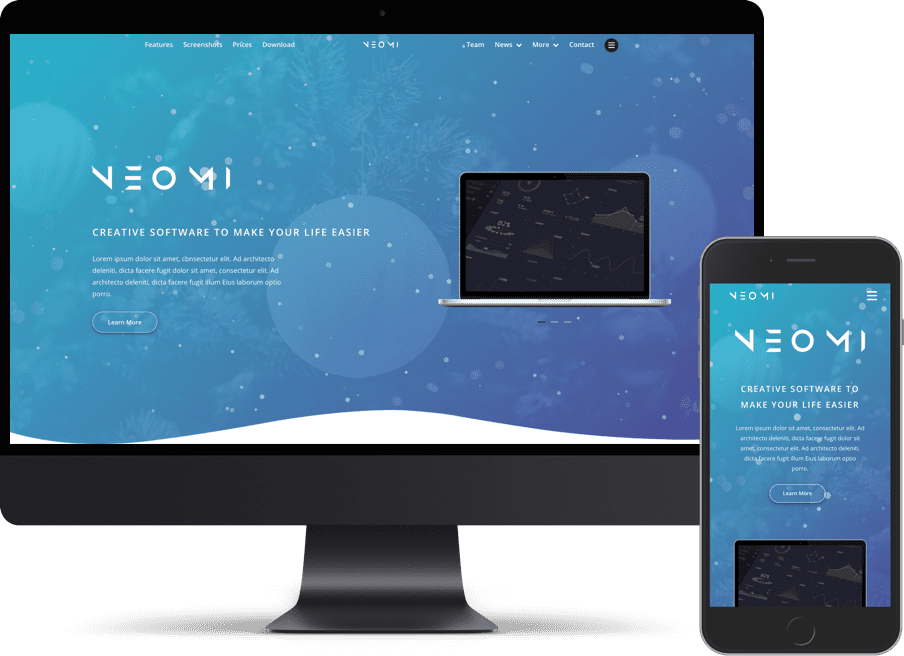 Features Screenshots Prices Download NEOMI Team News More Contact
NEOMI
CREATIVE SOFTWARE TO MAKE YOUR LIFE EASIER
Lorem ipsum dolor sit amet, consectetur elit. Ad architecto
deleniti, dicta facere fugit dolor sit amet, consectetur elit. Ad
architecto deleniti, dicta facere fugit illum Eius laborum optio
porro.
Learn More
82%
NEOMI
NEOMI
CREATIVE SOFTWARE TO
MAKE YOUR LIFE EASIER
Lorem ipsum dolor sit amet, consectetur elit. Ad
architecto deleniti, dicta facere fugit dolor sit
amet, consectetur elit. Ad architecto deleniti,
dicta facere fugit illum Eius laborum optio
porro.
Learn More